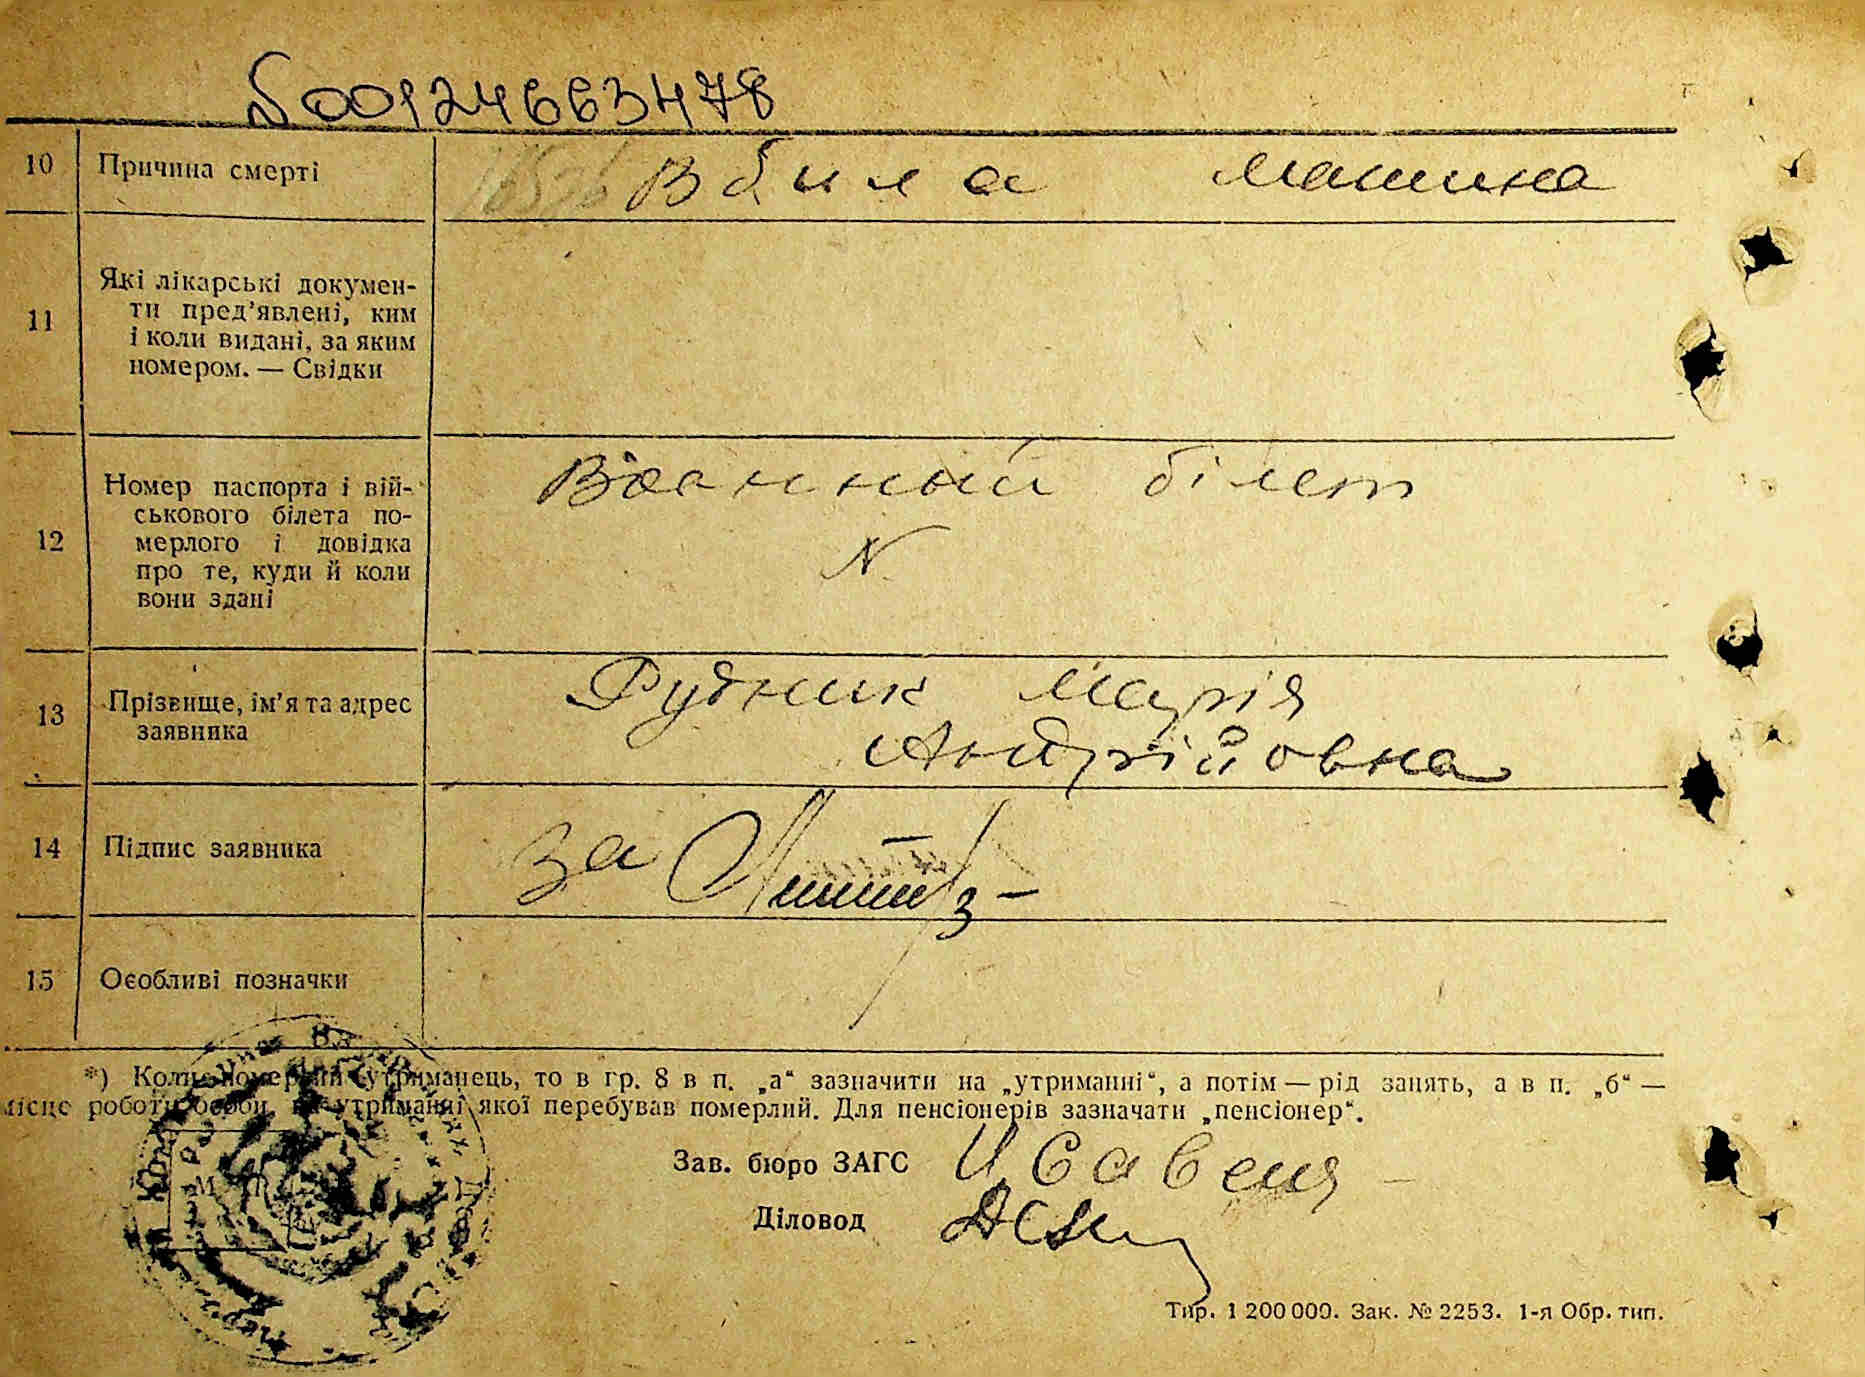 S00124663478
10 Причина смерті Вбила машина
11 Які лікарські докумен-
ти пред’явлені, ким
і коли видані, за яким
номером. — Свідки
12 Номер паспорта і вій-
ськового білета по-
мерлого і довідка
про те, куди й коли
вони здані
Воєнный білет
N
13 Прізвище, ім’я та адрес
заявника
Рудник Марія
Андрійовна
14 Підпис заявника за
15 Особливі позначки
*) Коли померлий утриманець, то в гр. 8 в п. „а“ зазначити на „утриманні“, а потім — рід занять, а в п. „б“ —
місце роботи особи, на утриманні якої перебував померлий. Для пенсіонерів зазначати „пенсіонер“.
Зав. бюро ЗАГС
Діловод
Тир. 1 200 000. Зак. № 2253. 1-я Обр. тип.